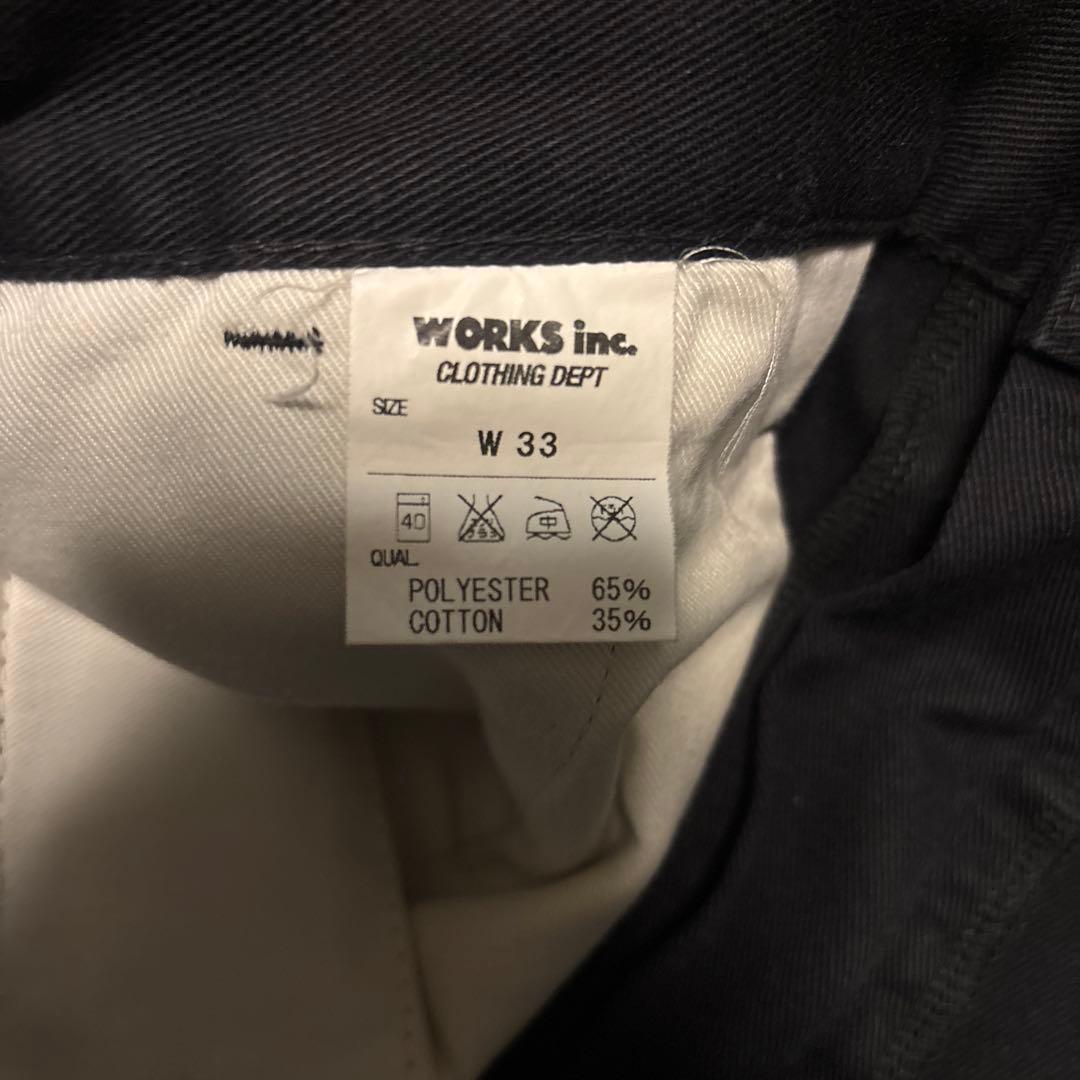 WORKS inc.
CLOTHING DEPT
SIZE
W 33
40 中
QUAL.
POLYESTER 65%
COTTON 35%